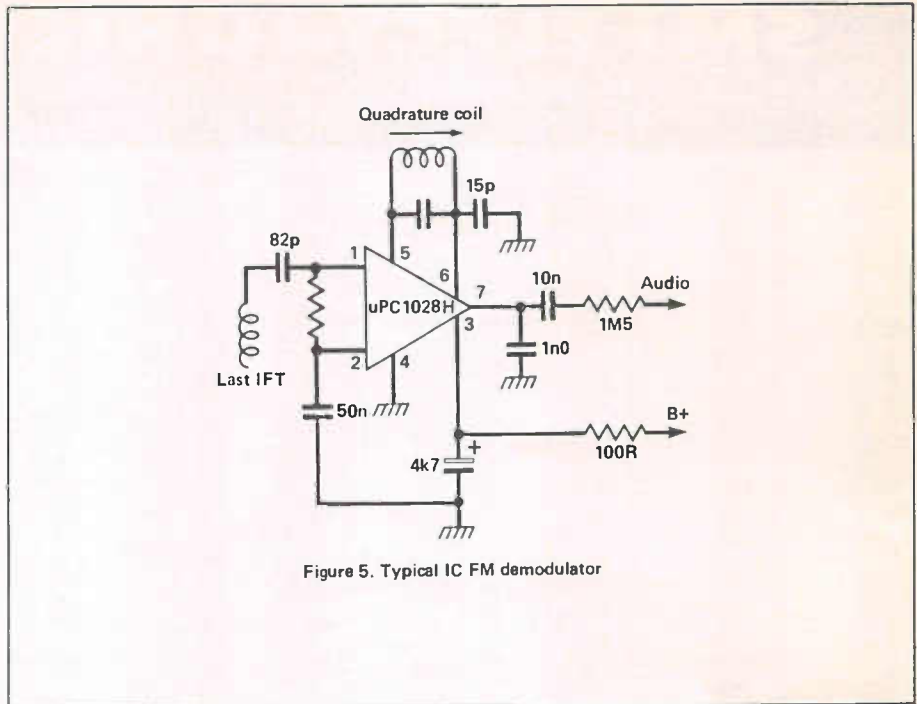 Quadrature coil
15p
82p
1
5
6
10n
Audio
uPC1028H
7
3
1M5
2
4
1n0
Last IFT
50n
B+
4k7
+
100R
Figure 5. Typical IC FM demodulator